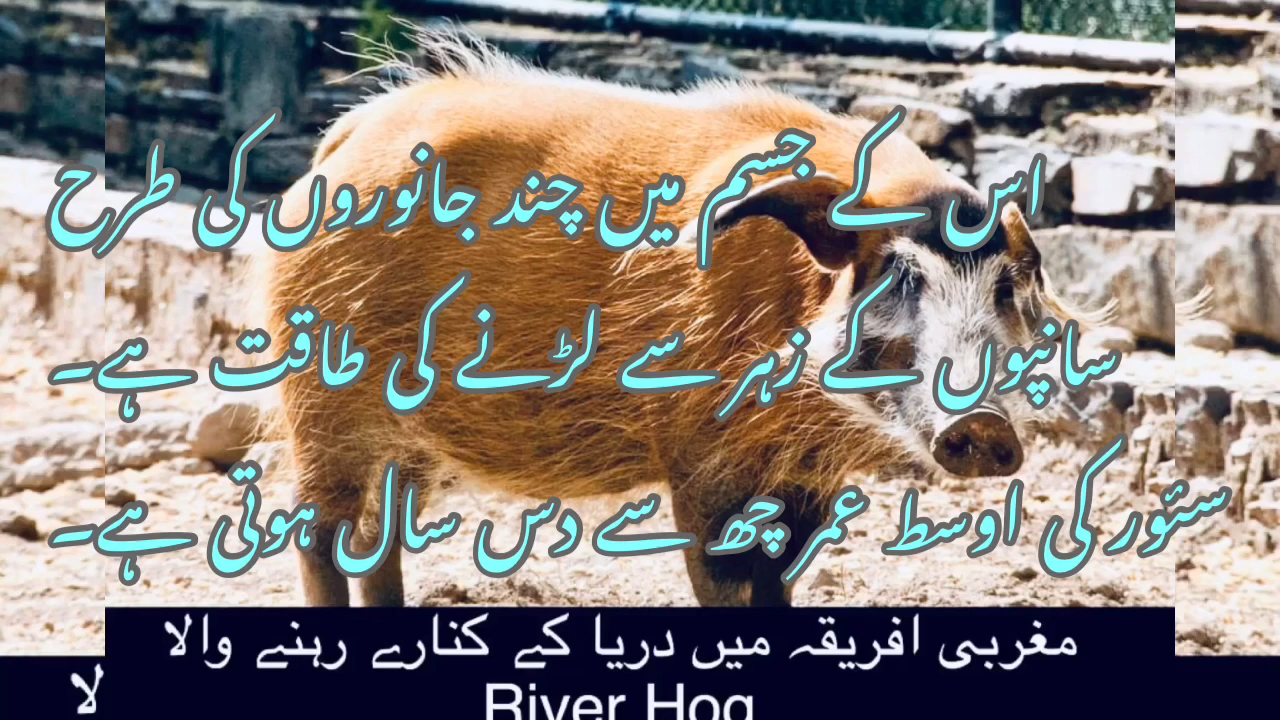 اس کے جسم میں چند جانوروں کی طرح
سانپوں کے زہر سے لڑنے کی طاقت ہے۔
سئور کی اوسط عمر چھ سے دس سال ہوتی ہے۔
مغربی افریقہ میں دریا کے کنارے رہنے والا
River Hog
لا